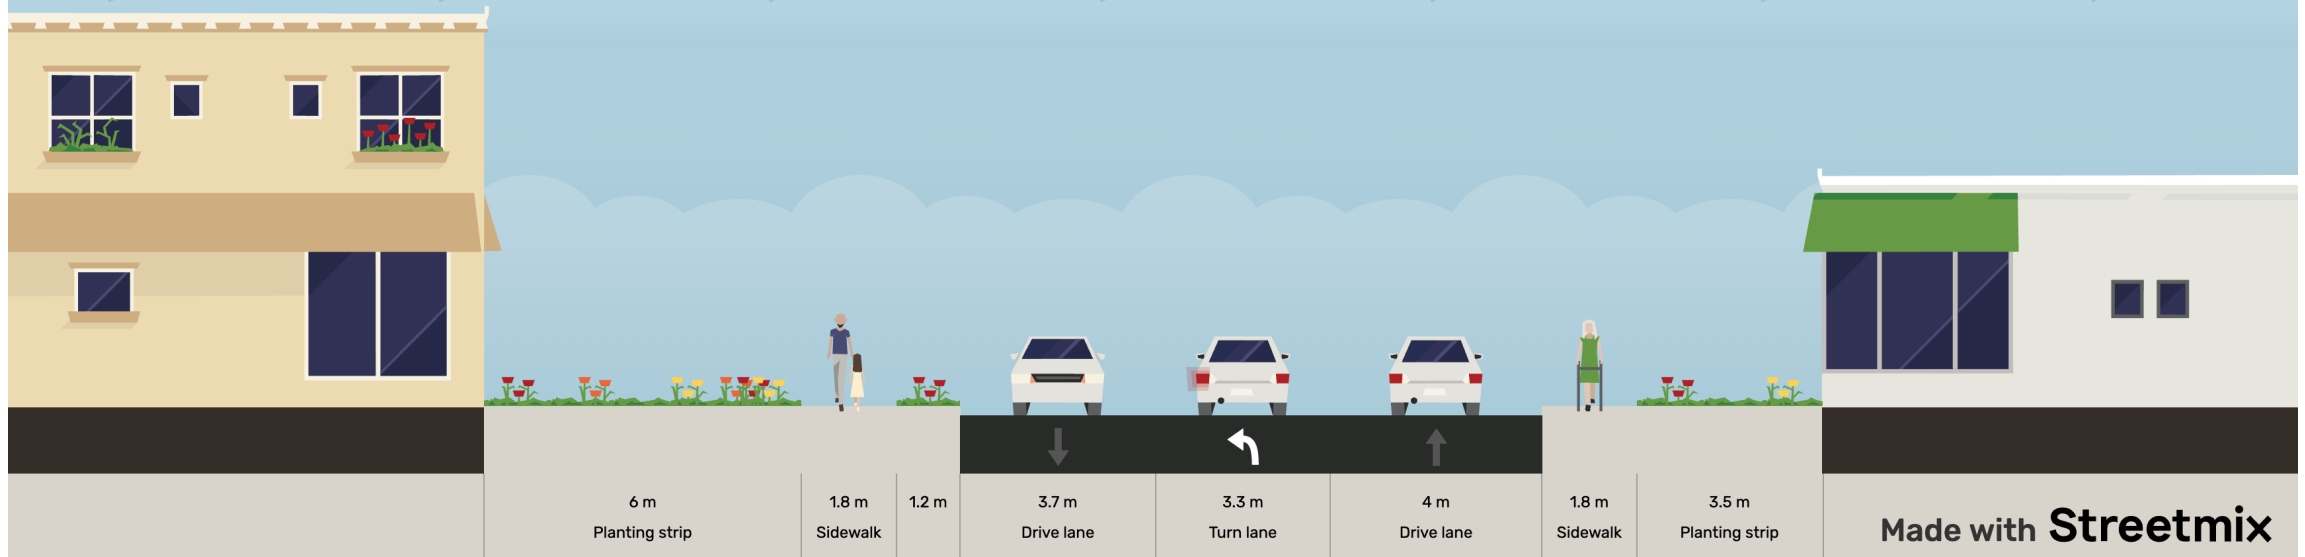 6 m
Planting strip
1.8 m
Sidewalk
1.2 m
3.7 m
Drive lane
3.3 m
Turn lane
4 m
Drive lane
1.8 m
Sidewalk
3.5 m
Planting strip
Made with Streetmix